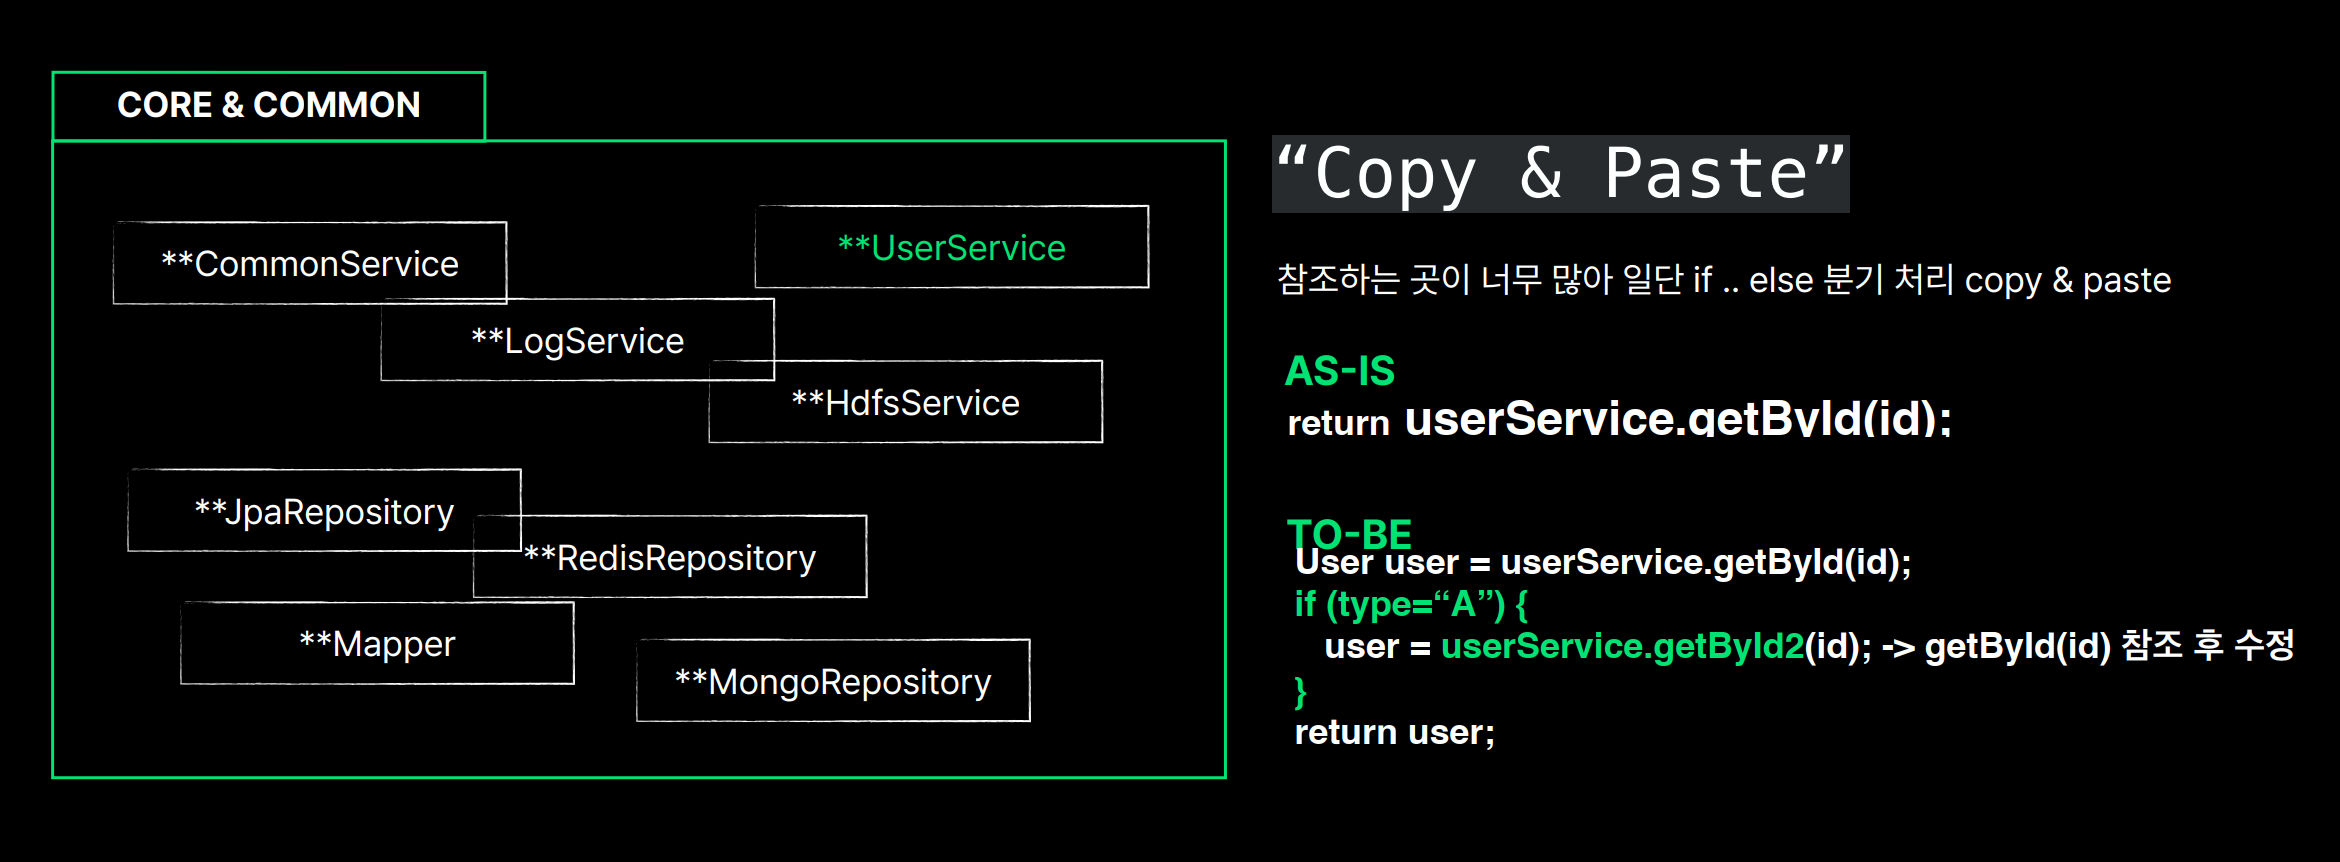 CORE & COMMON
**CommonService
**UserService
**LogService
**HdfsService
**JpaRepository
**RedisRepository
**Mapper
**MongoRepository
“Copy & Paste”
참조하는 곳이 너무 많아 일단 if .. else 분기 처리 copy & paste
AS-IS
return userService.getById(id);
TO-BE
User user = userService.getById(id);
if (type=“A”) {
user = userService.getById2(id); -> getById(id) 참조 후 수정
}
return user;